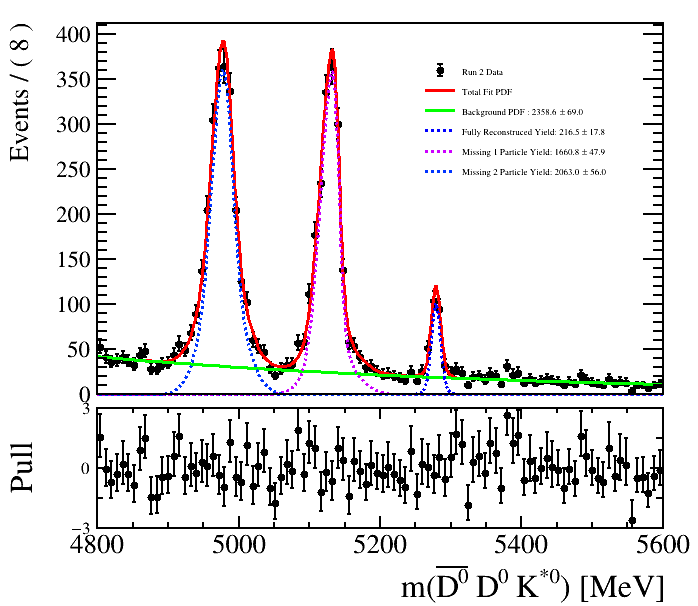 Events / ( 8 )
400
350
300
250
200
150
100
50
0
Run 2 Data
Total Fit PDF
Background PDF : 2358.6 ± 69.0
Fully Reconstruced Yield: 216.5 ± 17.8
Missing 1 Particle Yield: 1660.8 ± 47.9
Missing 2 Particle Yield: 2063.0 ± 56.0
Pull
3
0
−3
4800 5000 5200 5400 5600
m(D̅⁰ D⁰ K*⁰) [MeV]